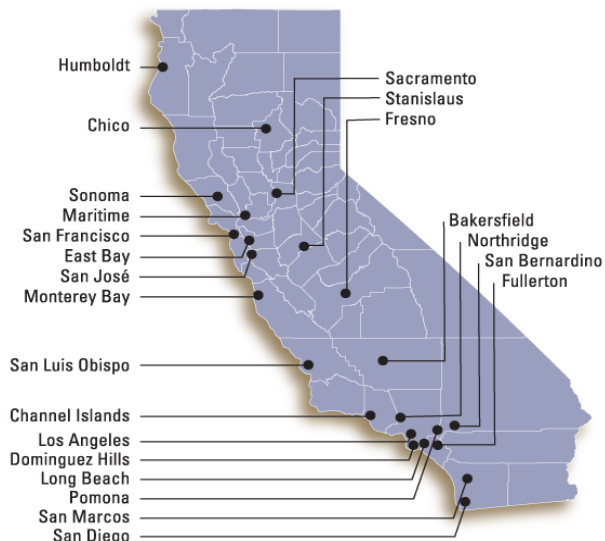 Humboldt
Chico
Sonoma
Maritime
San Francisco
East Bay
San José
Monterey Bay
San Luis Obispo
Channel Islands
Los Angeles
Dominguez Hills
Long Beach
Pomona
San Marcos
San Diego
Sacramento
Stanislaus
Fresno
Bakersfield
Northridge
San Bernardino
Fullerton